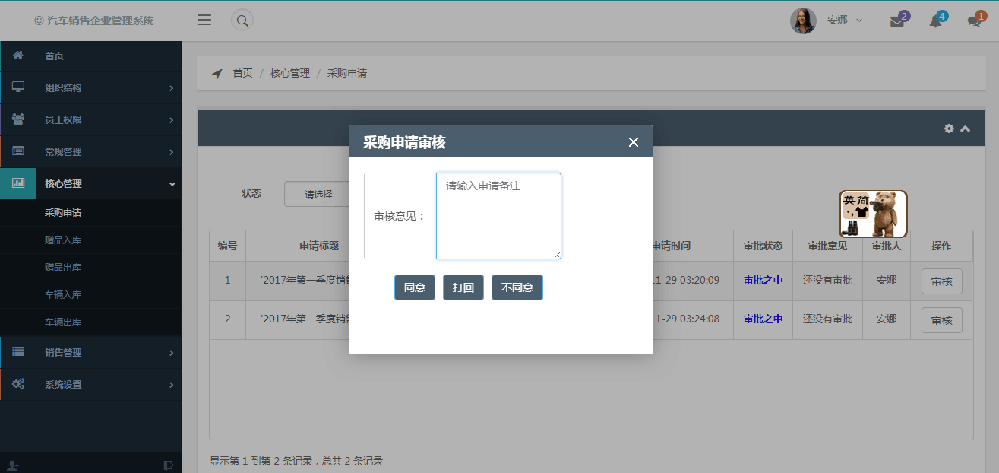 汽车销售企业管理系统
安娜
2
4
1
首页
组织结构
员工权限
常规管理
核心管理
采购申请
赠品入库
赠品出库
车辆入库
车辆出库
销售管理
系统设置
首页 / 核心管理 / 采购申请
采购申请审核
审核意见：
请输入申请备注
同意 打回 不同意
状态 --请选择--
英简
编号 申请标题 申请时间 审批状态 审批意见 审批人 操作
1 '2017年第一季度销售 11-29 03:20:09 审批之中 还没有审批 安娜 审核
2 '2017年第二季度销售 11-29 03:24:08 审批之中 还没有审批 安娜 审核
显示第 1 到第 2 条记录，总共 2 条记录